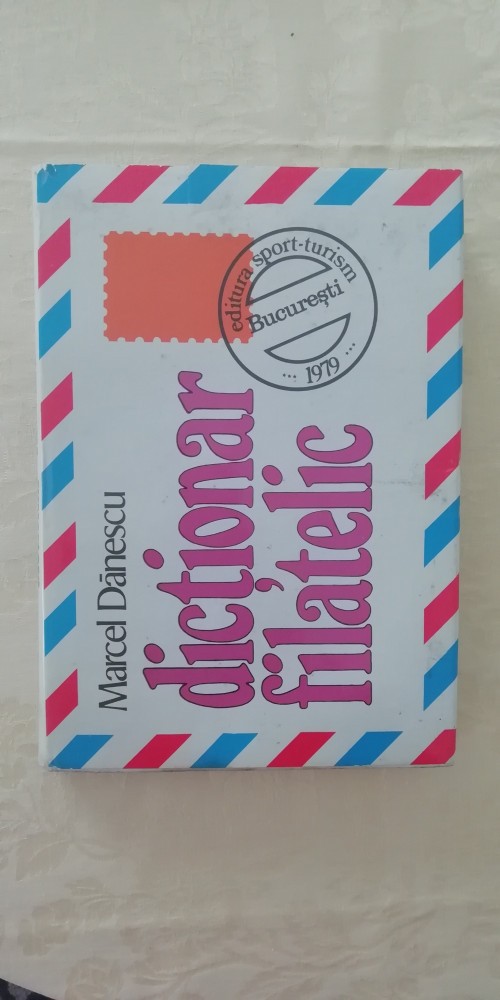 Marcel Dănescu
dicționar
filatelic
editura sport-turism
București
... 1979 ...